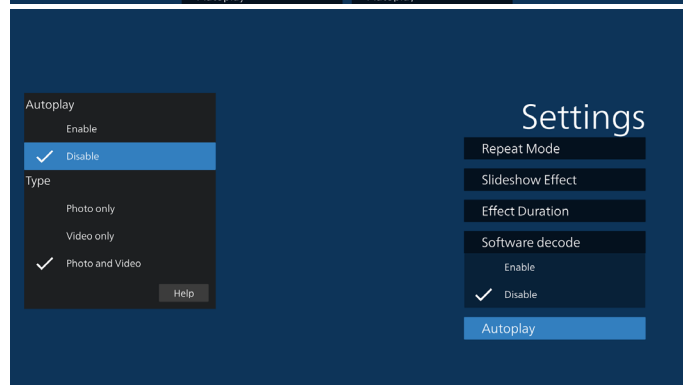 Autoplay
Enable
Disable
Type
Photo only
Video only
Photo and Video
Help
Settings
Repeat Mode
Slideshow Effect
Effect Duration
Software decode
Enable
Disable
Autoplay